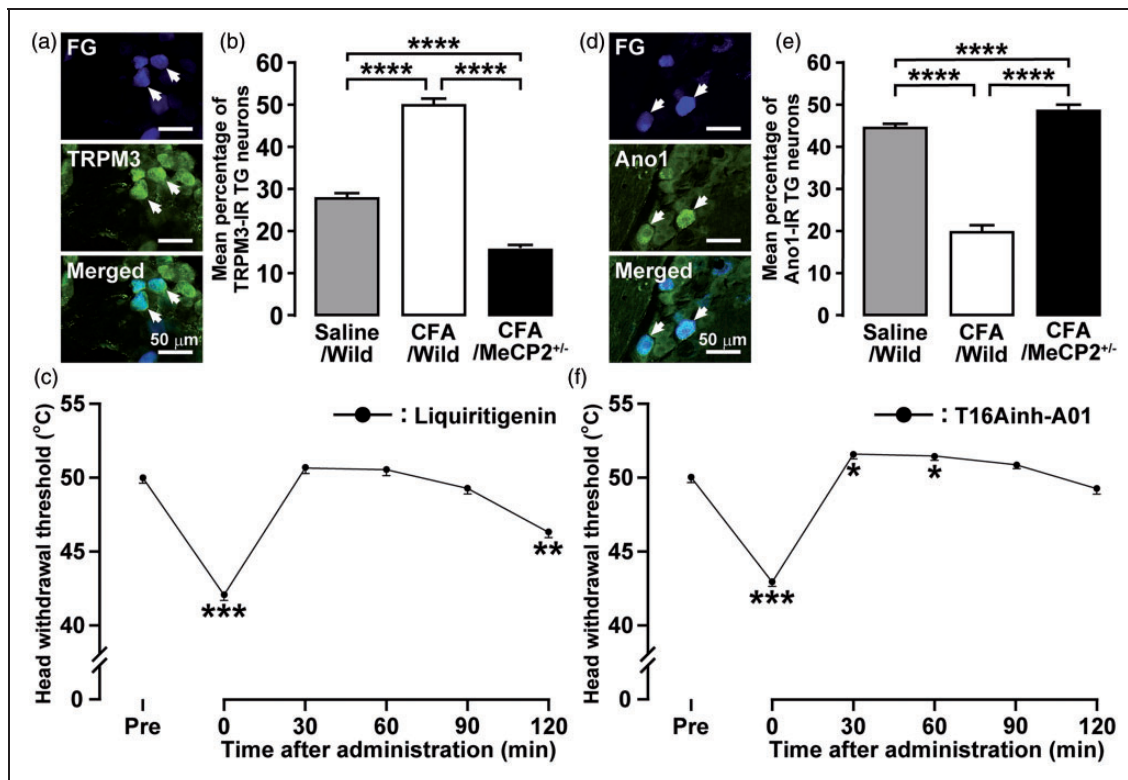 (a)
FG
TRPM3
Merged
50 μm
(b)
Mean percentage of
TRPM3-IR TG neurons
60
50
40
30
20
10
0
****
****
****
Saline
/Wild
CFA
/Wild
CFA
/MeCP2+/-
(d)
FG
Ano1
Merged
50 μm
(e)
Mean percentage of
Ano1-IR TG neurons
60
50
40
30
20
10
0
****
****
****
Saline
/Wild
CFA
/Wild
CFA
/MeCP2+/-
(c)
Head withdrawal threshold (°C)
55
50
45
40
0
: Liquiritigenin
***
**
Pre
0
30
60
90
120
Time after administration (min)
(f)
Head withdrawal threshold (°C)
55
50
45
40
0
: T16Ainh-A01
***
*
*
Pre
0
30
60
90
120
Time after administration (min)